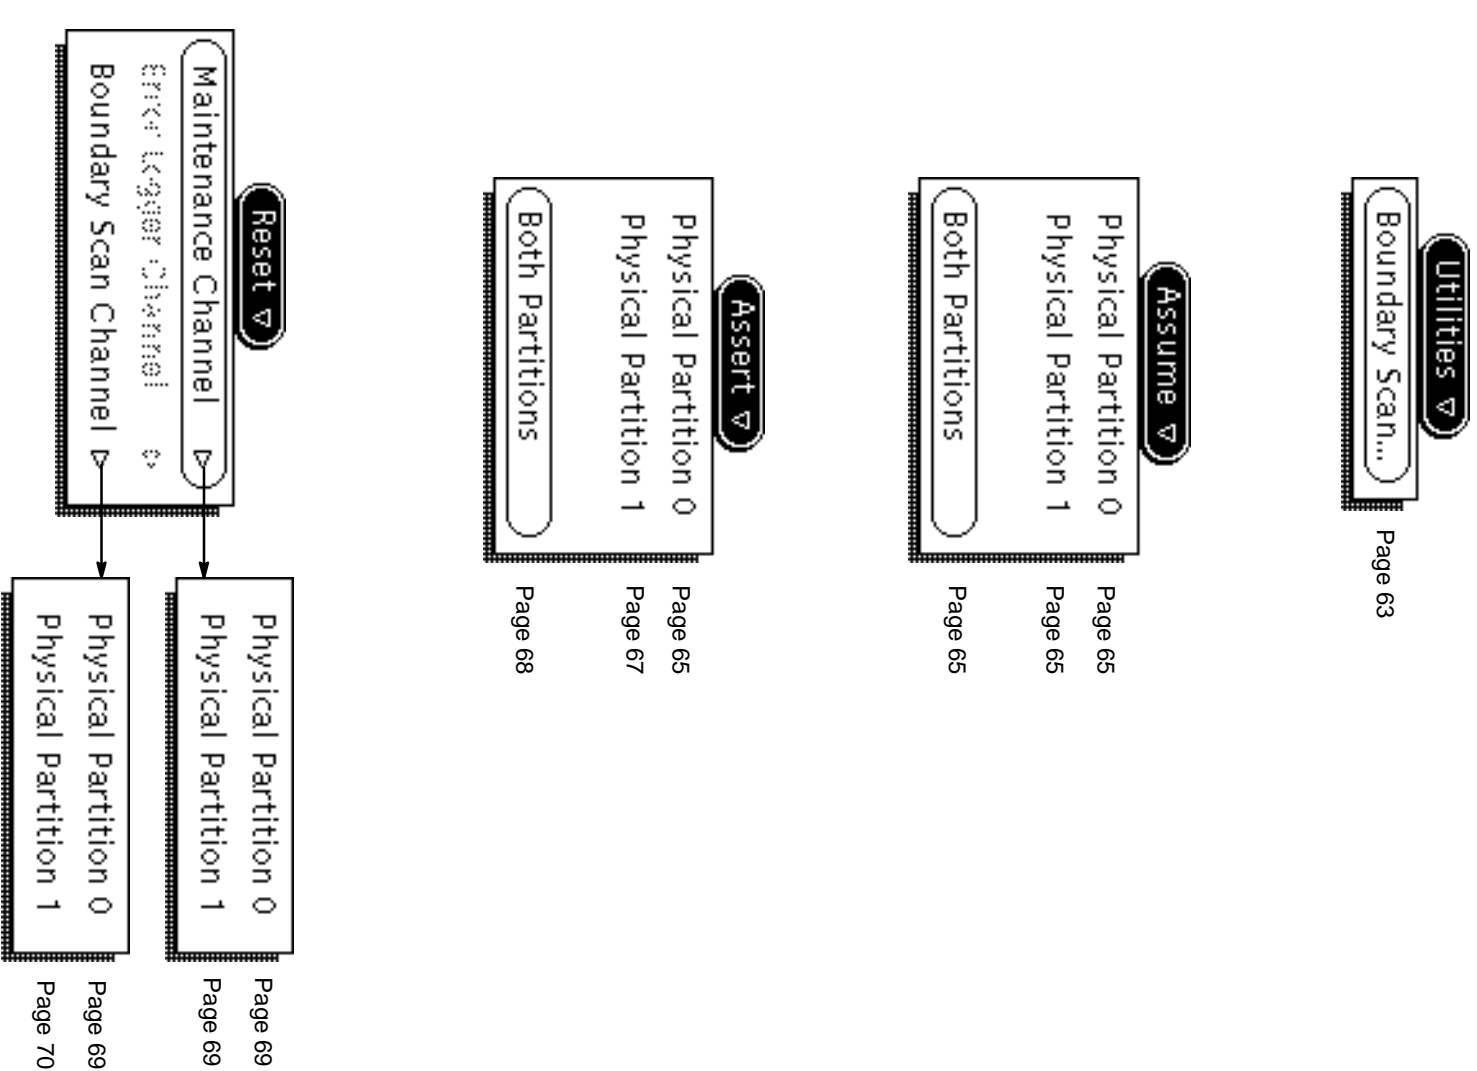 Utilities
Boundary Scan... Page 63
Assume
Physical Partition 0 Page 65
Physical Partition 1 Page 65
Both Partitions Page 65
Assert
Physical Partition 0 Page 65
Physical Partition 1 Page 67
Both Partitions Page 68
Reset
Maintenance Channel
Error Logger Channel
Boundary Scan Channel
Physical Partition 0 Page 69
Physical Partition 1 Page 69
Physical Partition 0 Page 69
Physical Partition 1 Page 70